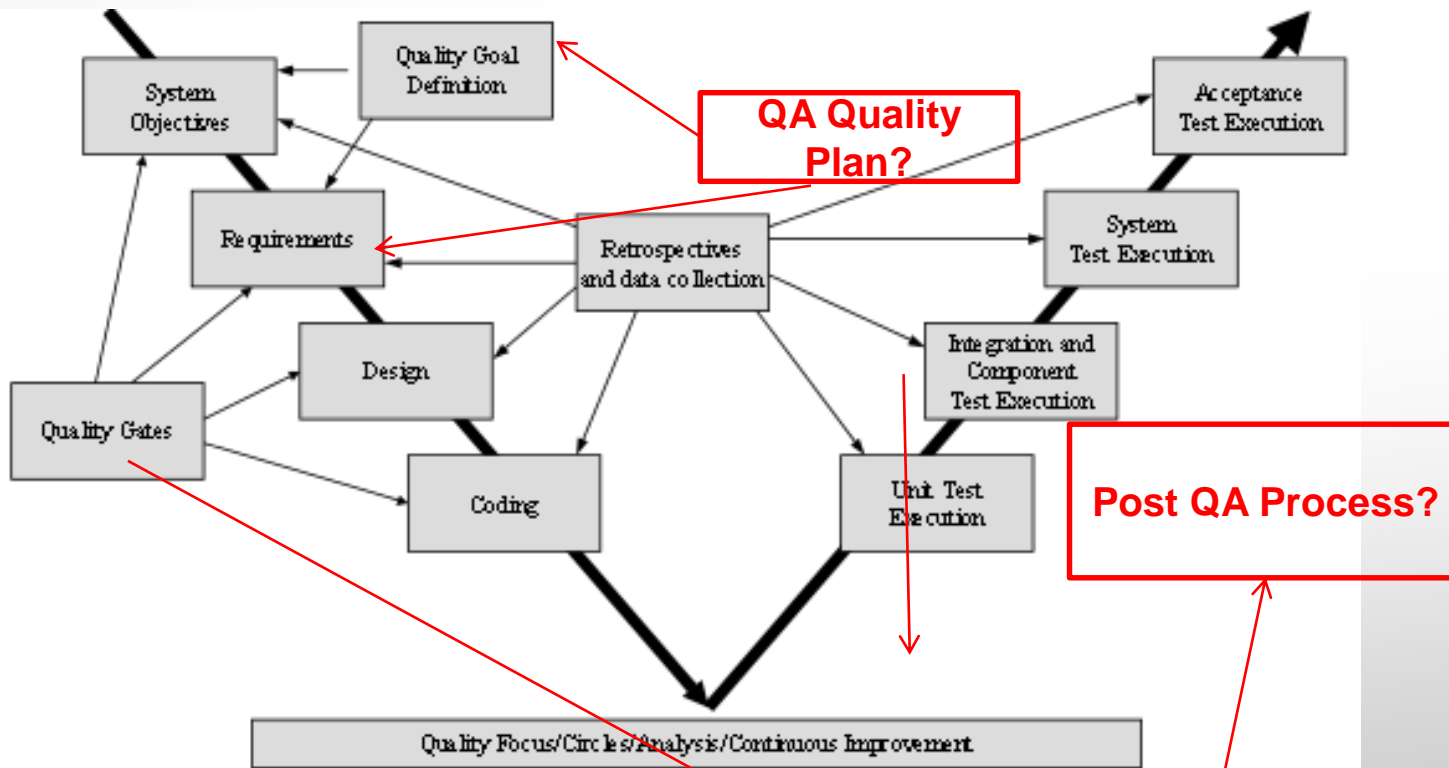 Quality Goal
Definition
System
Objectives
QA Quality
Plan?
Acceptance
Test Execution
Requirements
Retrospectives
and data collection
System
Test Execution
Design
Integration and
Component
Test Execution
Quality Gates
Coding
Unit Test
Execution
Post QA Process?
Quality Focus/Circles/Analysis/Continuous Improvement